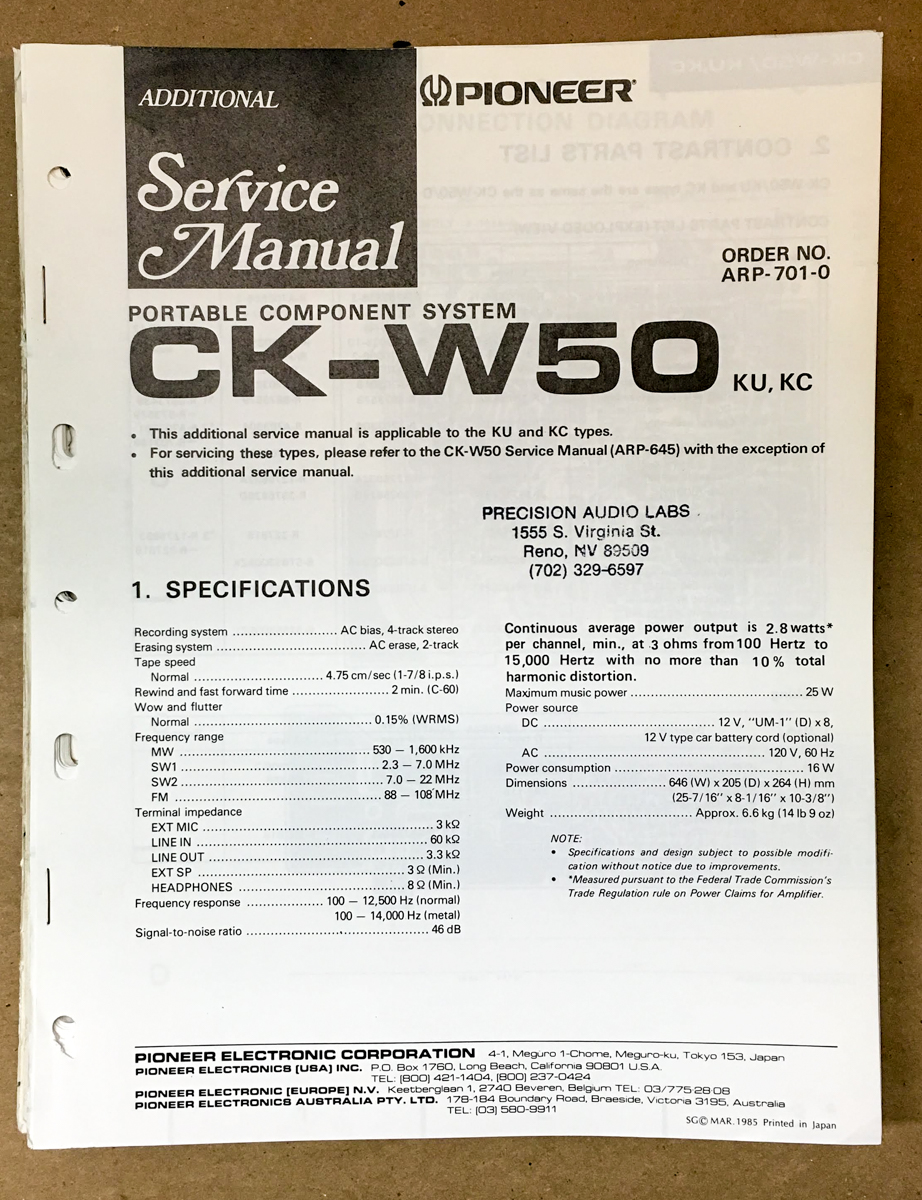 ADDITIONAL
Service
Manual
PIONEER
ORDER NO.
ARP-701-0
PORTABLE COMPONENT SYSTEM
CK-W50 KU, KC
• This additional service manual is applicable to the KU and KC types.
• For servicing these types, please refer to the CK-W50 Service Manual (ARP-645) with the exception of
this additional service manual.
PRECISION AUDIO LABS
1555 S. Virginia St.
Reno, NV 89509
(702) 329-6597
1. SPECIFICATIONS
Recording system .......................... AC bias, 4-track stereo
Erasing system .................................... AC erase, 2-track
Tape speed
Normal ................................ 4.75 cm/sec (1-7/8 i.p.s.)
Rewind and fast forward time ........................ 2 min. (C-60)
Wow and flutter
Normal ............................................ 0.15% (WRMS)
Frequency range
MW ............................................... 530 – 1,600 kHz
SW1 ................................................. 2.3 – 7.0 MHz
SW2 .................................................. 7.0 – 22 MHz
FM ................................................... 88 – 108 MHz
Terminal impedance
EXT MIC ......................................................... 3 kΩ
LINE IN .......................................................... 60 kΩ
LINE OUT ...................................................... 3.3 kΩ
EXT SP .................................................... 3 Ω (Min.)
HEADPHONES ......................................... 8 Ω (Min.)
Frequency response ................... 100 – 12,500 Hz (normal)
100 – 14,000 Hz (metal)
Signal-to-noise ratio ............................................. 46 dB
Continuous average power output is 2.8 watts*
per channel, min., at 3 ohms from 100 Hertz to
15,000 Hertz with no more than 10% total
harmonic distortion.
Maximum music power ........................................... 25 W
Power source
DC ............................................ 12 V, "UM-1" (D) x 8,
12 V type car battery cord (optional)
AC ........................................................ 120 V, 60 Hz
Power consumption ................................................ 16 W
Dimensions ........................ 646 (W) x 205 (D) x 264 (H) mm
(25-7/16" x 8-1/16" x 10-3/8")
Weight ................................... Approx. 6.6 kg (14 lb 9 oz)
NOTE:
• Specifications and design subject to possible modifi-
cation without notice due to improvements.
• *Measured pursuant to the Federal Trade Commission's
Trade Regulation rule on Power Claims for Amplifier.
PIONEER ELECTRONIC CORPORATION 4-1, Meguro 1-Chome, Meguro-ku, Tokyo 153, Japan
PIONEER ELECTRONICS [USA] INC. P.O. Box 1760, Long Beach, California 90801 U.S.A.
TEL: [800] 421-1404, [800] 237-0424
PIONEER ELECTRONIC [EUROPE] N.V. Keetberglaan 1, 2740 Beveren, Belgium TEL: 03/775·28·08
PIONEER ELECTRONICS AUSTRALIA PTY. LTD. 178-184 Boundary Road, Braeside, Victoria 3195, Australia
TEL: [03] 580-9911
SG© MAR. 1985 Printed in Japan